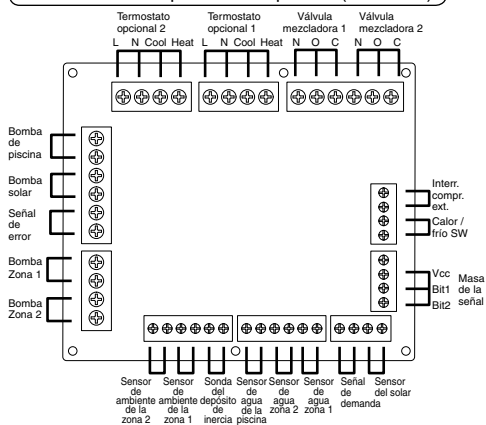 Termostato Termostato Válvula Válvula
opcional 2 opcional 1 mezcladora 1 mezcladora 2
L N Cool Heat L N Cool Heat N O C N O C
Bomba
de
piscina
Bomba
solar
Señal
de
error
Bomba
Zona 1
Bomba
Zona 2
Interr.
compr.
ext.
Calor /
frío SW
Vcc
Bit1
Bit2
Masa
de la
señal
Sensor
de
ambiente
de la
zona 2
Sensor
de
ambiente
de la
zona 1
Sonda
del
depósito
de
inercia
Sensor
de
agua
de la
piscina
Sensor
de
agua
zona 2
Sensor
de
agua
zona 1
Señal
de
demanda
Sensor
del solar